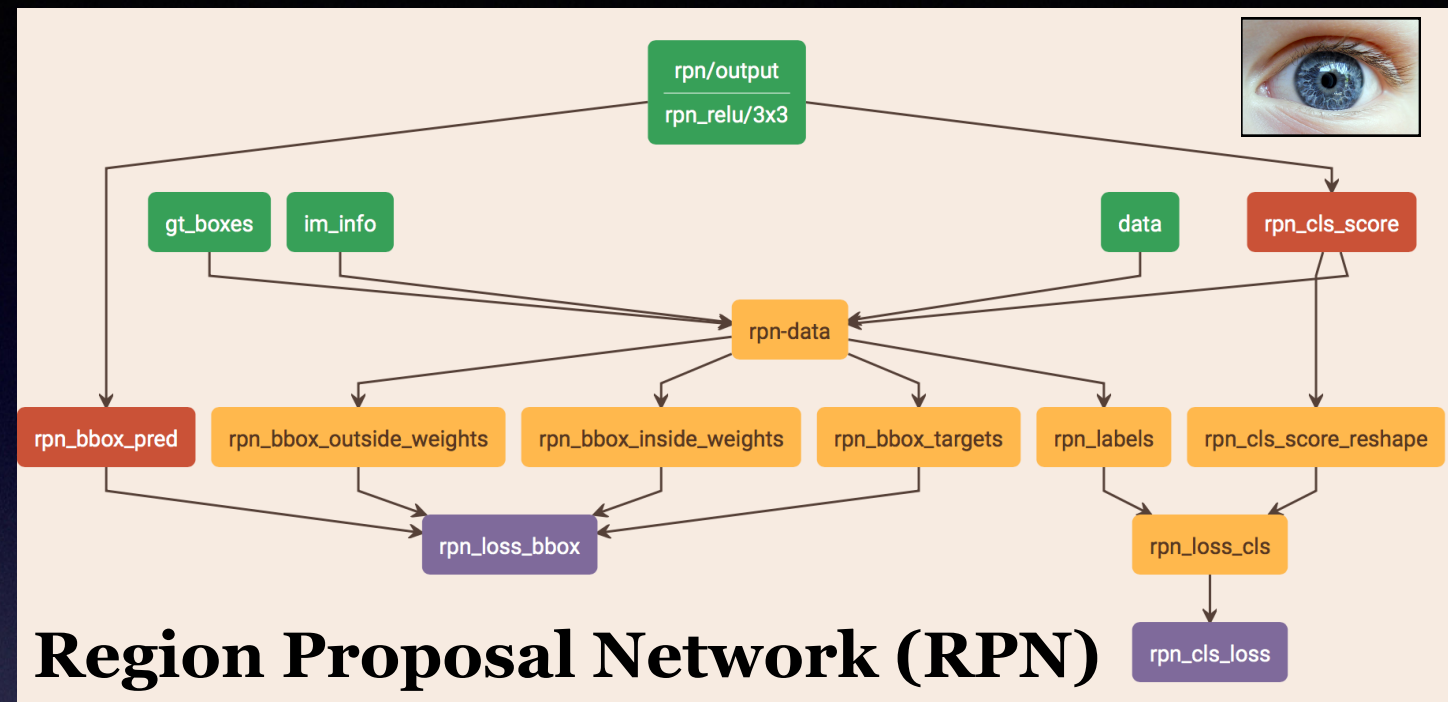 rpn/output
rpn_relu/3x3
gt_boxes
im_info
data
rpn_cls_score
rpn-data
rpn_bbox_pred
rpn_bbox_outside_weights
rpn_bbox_inside_weights
rpn_bbox_targets
rpn_labels
rpn_cls_score_reshape
rpn_loss_bbox
rpn_loss_cls
Region Proposal Network (RPN)
rpn_cls_loss